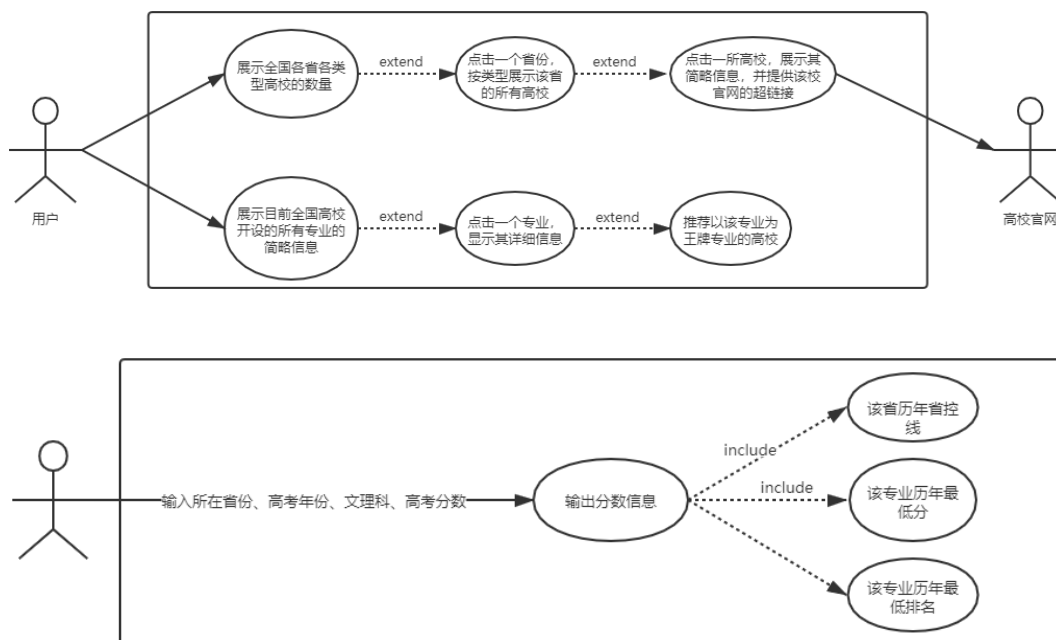 展示全国各省各类
型高校的数量
extend
点击一个省份，
按类型展示该省
的所有高校
extend
点击一所高校，展示其
简略信息，并提供该校
官网的超链接
用户
高校官网
展示目前全国高校
开设的所有专业的
简略信息
extend
点击一个专业，
显示其详细信息
extend
推荐以该专业为
王牌专业的高校
输入所在省份、高考年份、文理科、高考分数
输出分数信息
include
该省历年省控
线
include
该专业历年最
低分
该专业历年最
低排名